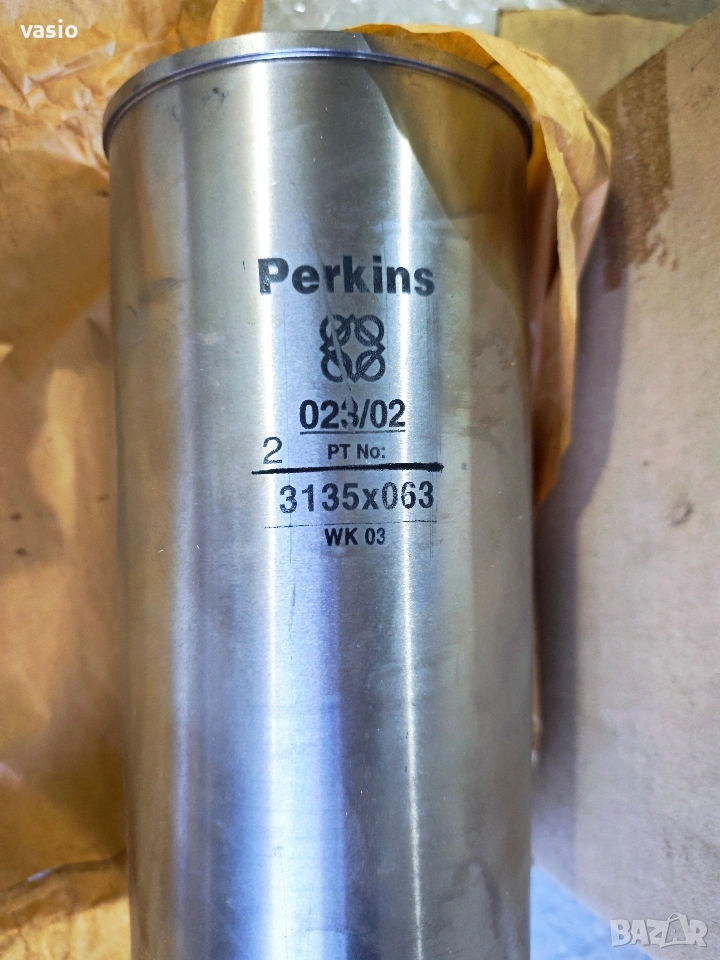 vasio
Perkins
023/02
2 PT No:
3135x063
WK 03
BAZAR